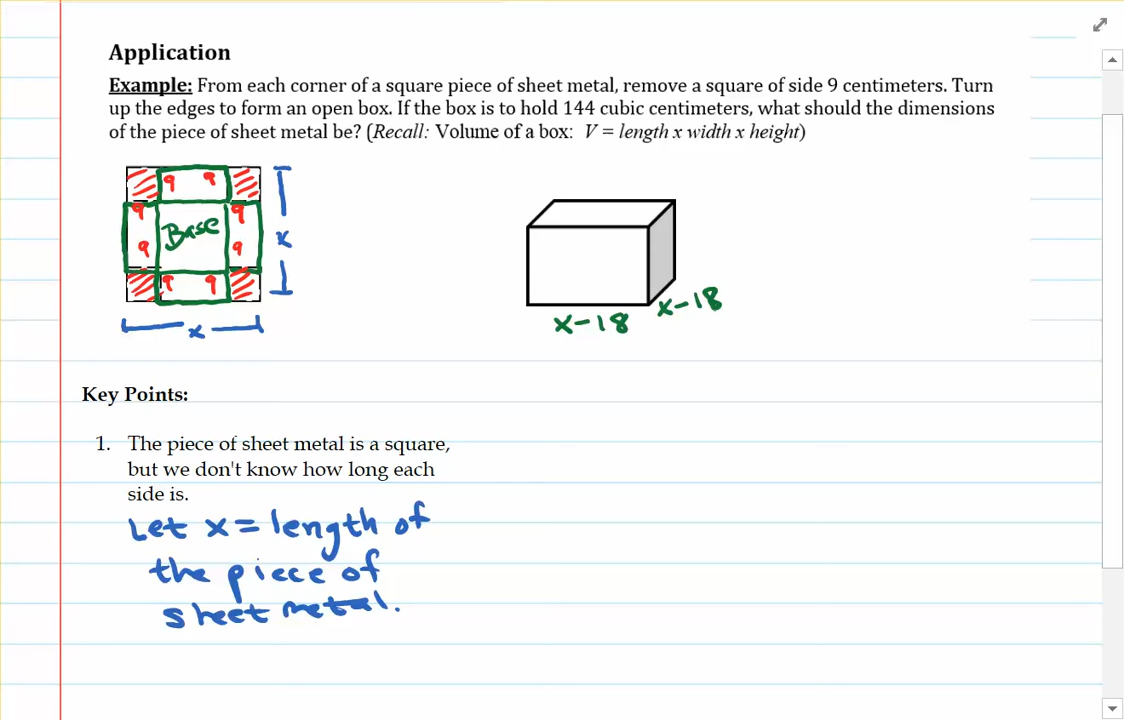 Application
Example: From each corner of a square piece of sheet metal, remove a square of side 9 centimeters. Turn
up the edges to form an open box. If the box is to hold 144 cubic centimeters, what should the dimensions
of the piece of sheet metal be? (Recall: Volume of a box: V = length x width x height)
9 9
9 9
Base
x
9 9
9 9
x
x-18
x-18
Key Points:
1. The piece of sheet metal is a square,
but we don't know how long each
side is.
Let x = length of
the piece of
sheet metal.